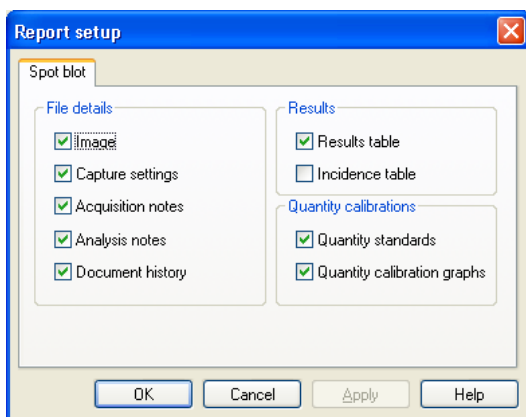 Report setup
Spot blot
File details
Image
Capture settings
Acquisition notes
Analysis notes
Document history
Results
Results table
Incidence table
Quantity calibrations
Quantity standards
Quantity calibration graphs
OK
Cancel
Apply
Help